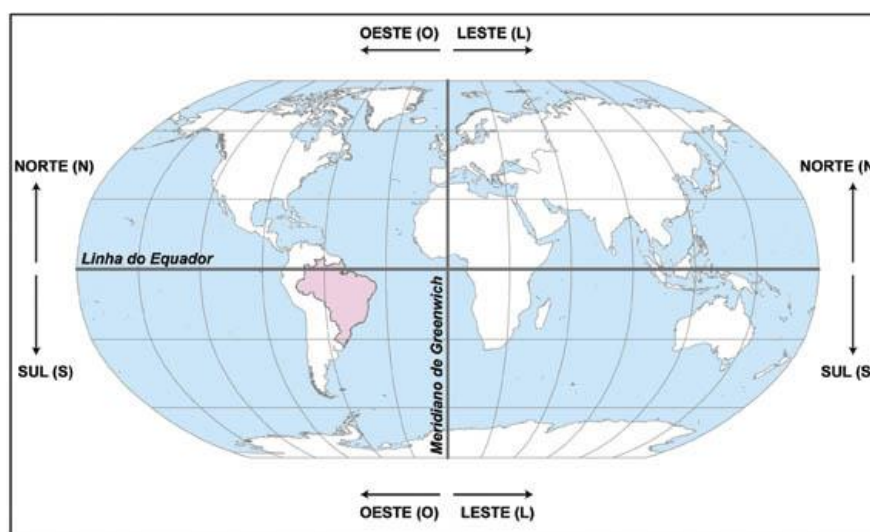 OESTE (O) LESTE (L)
NORTE (N) NORTE (N
Linha do Equador
Meridiano de Greenwich
SUL (S) SUL (S
OESTE (O) LESTE (L)